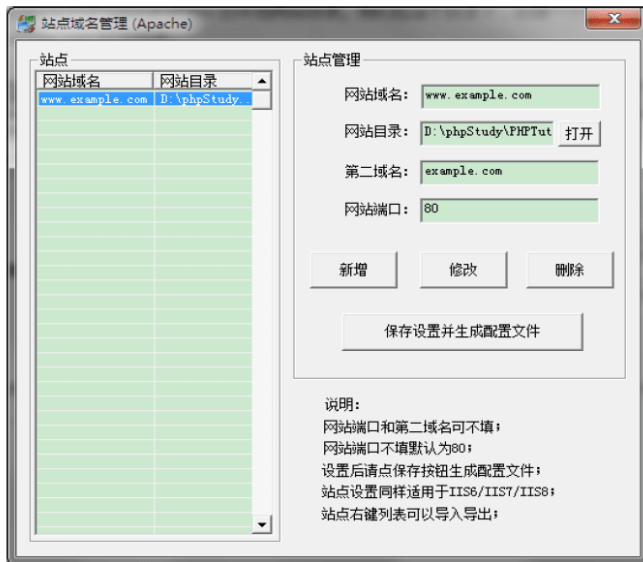 站点域名管理 (Apache)
站点
网站域名 网站目录
www.example.com D:\phpStudy...
站点管理
网站域名: www.example.com
网站目录: D:\phpStudy\PHPTut 打开
第二域名: example.com
网站端口: 80
新增 修改 删除
保存设置并生成配置文件
说明:
网站端口和第二域名可不填;
网站端口不填默认为80;
设置后请点保存按钮生成配置文件;
站点设置同样适用于IIS6/IIS7/IIS8;
站点右键列表可以导入导出;